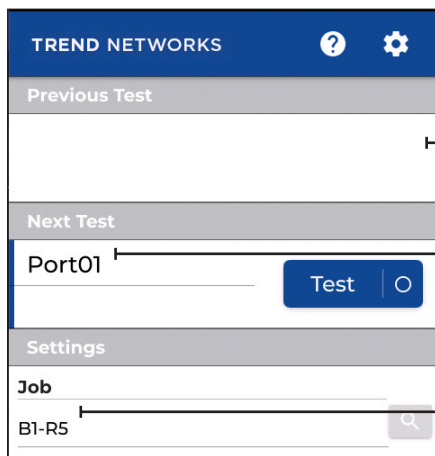 TREND NETWORKS
Previous Test
Next Test
Port01
Test
Settings
Job
B1-R5